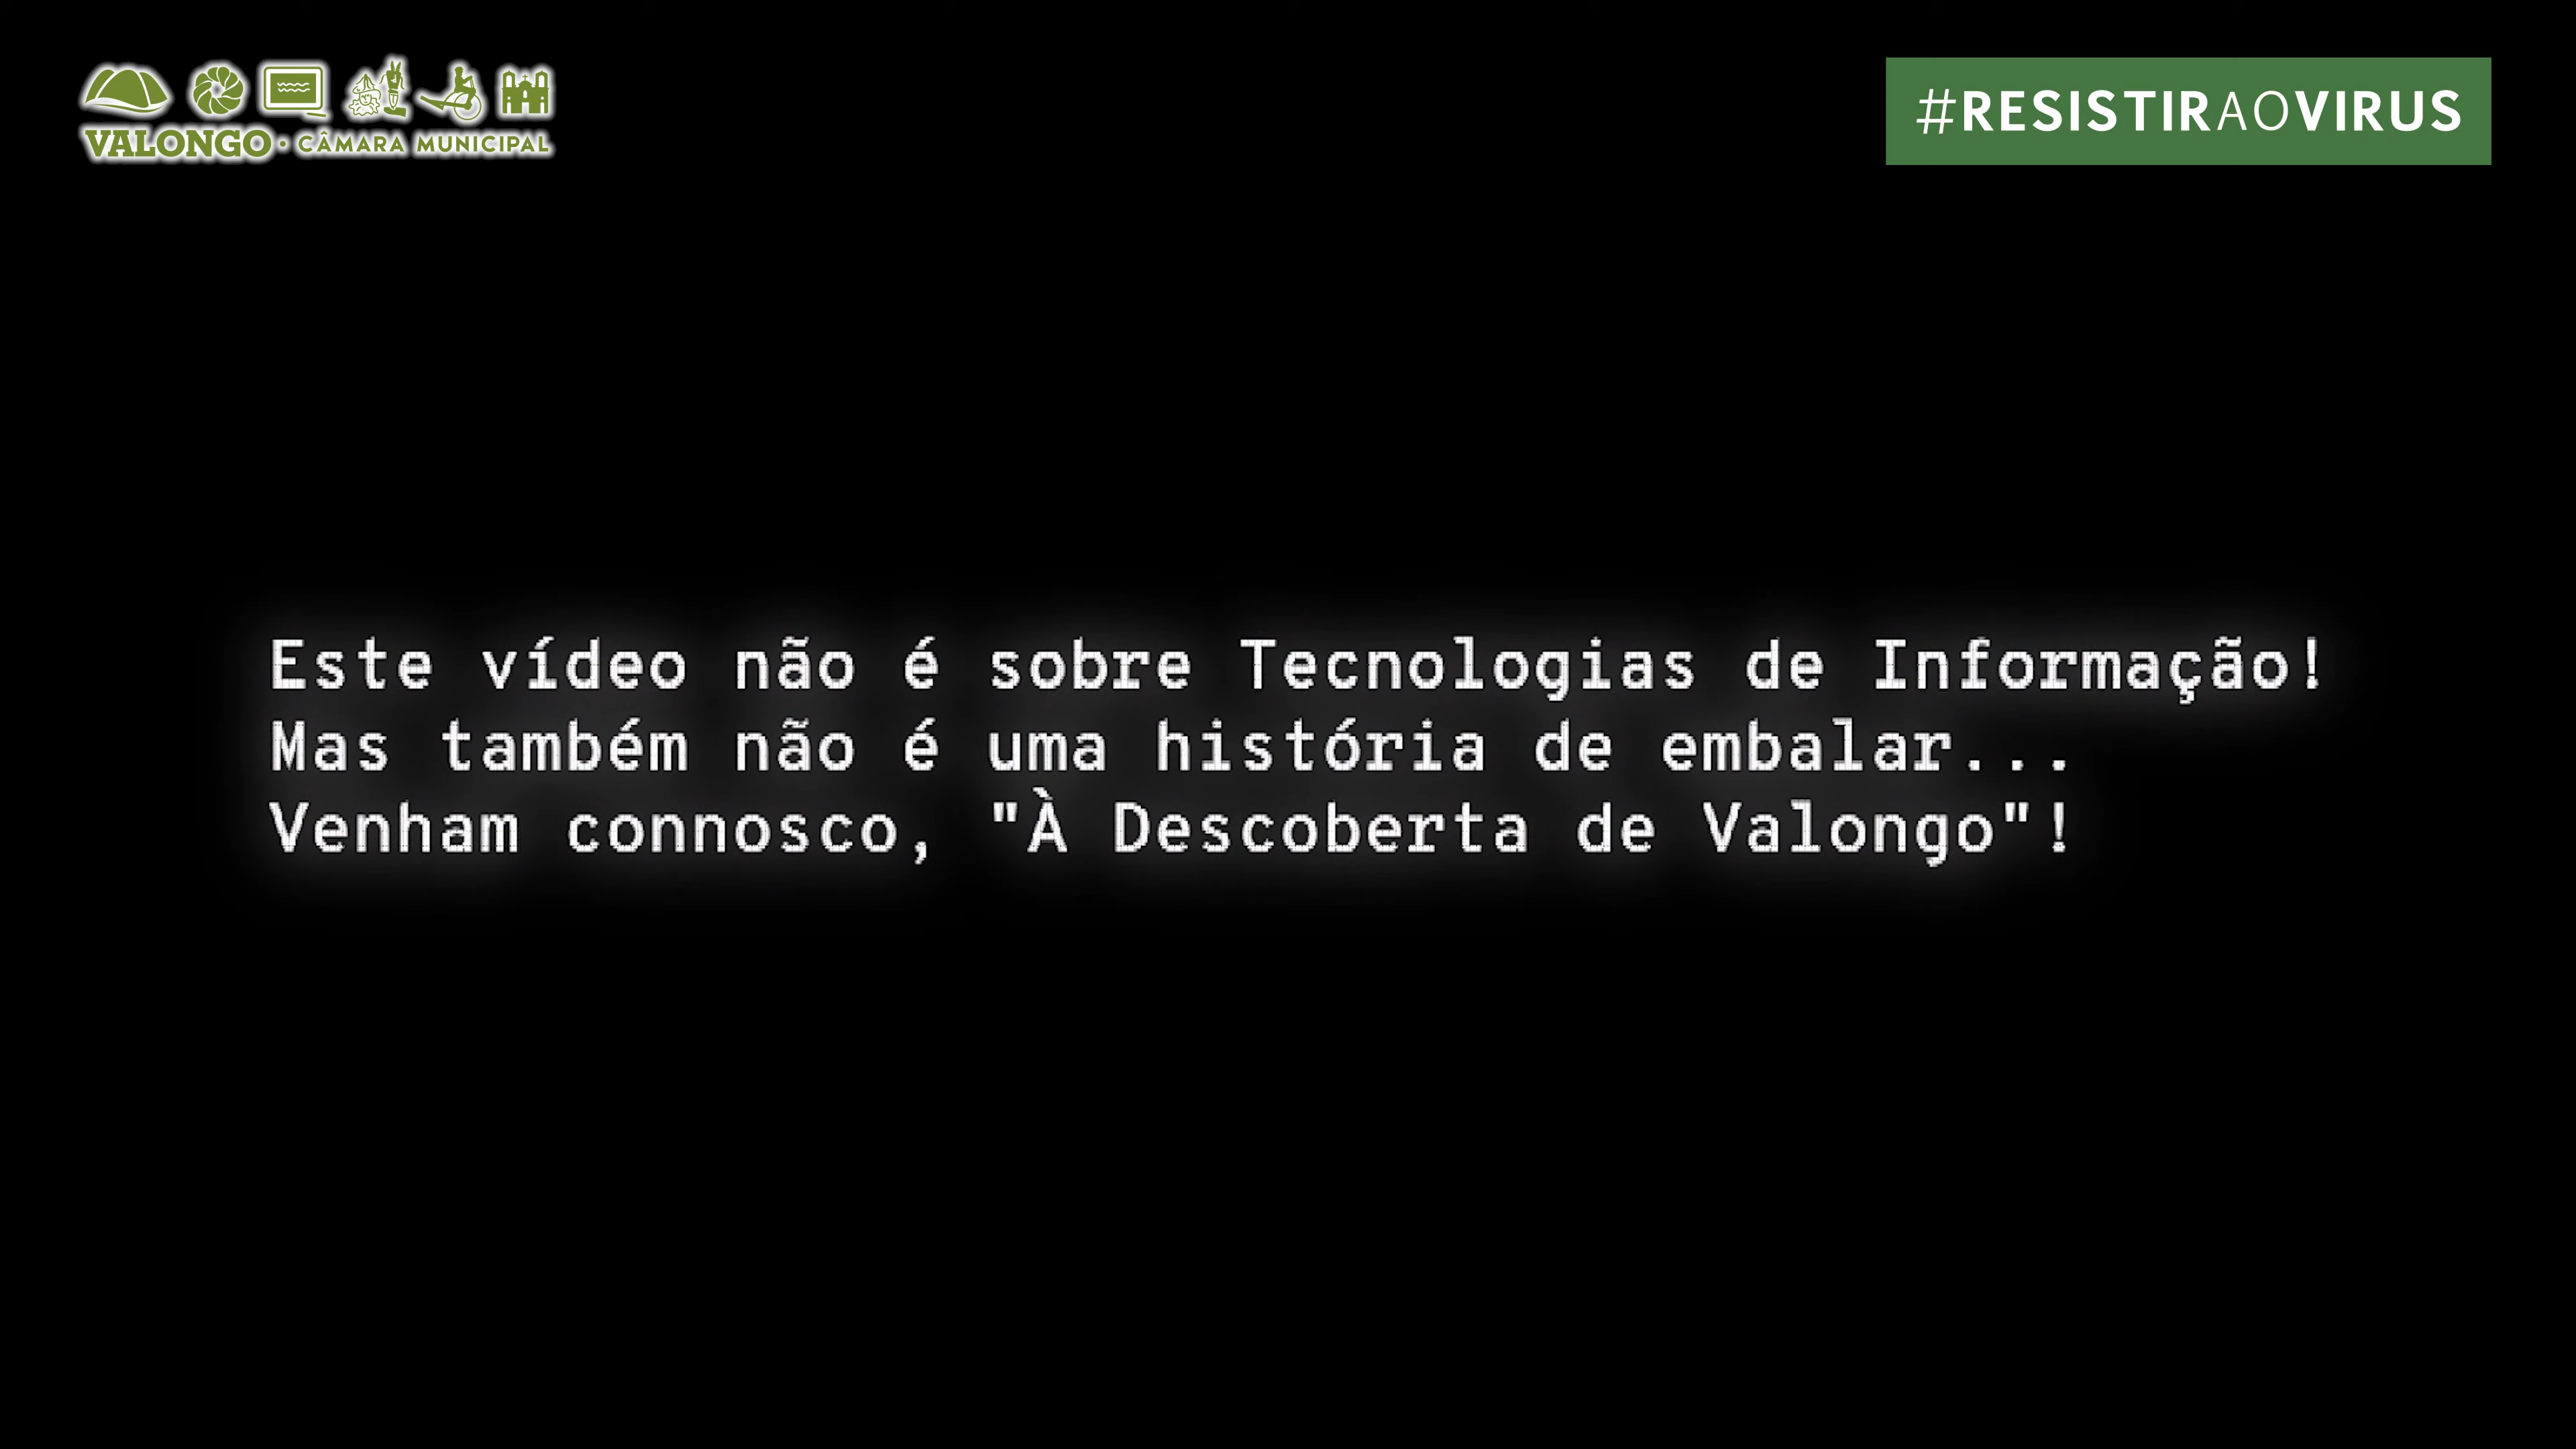 VALONGO · CÂMARA MUNICIPAL
#RESISTIRAOVIRUS
Este vídeo não é sobre Tecnologias de Informação!
Mas também não é uma história de embalar...
Venham connosco, "À Descoberta de Valongo"!